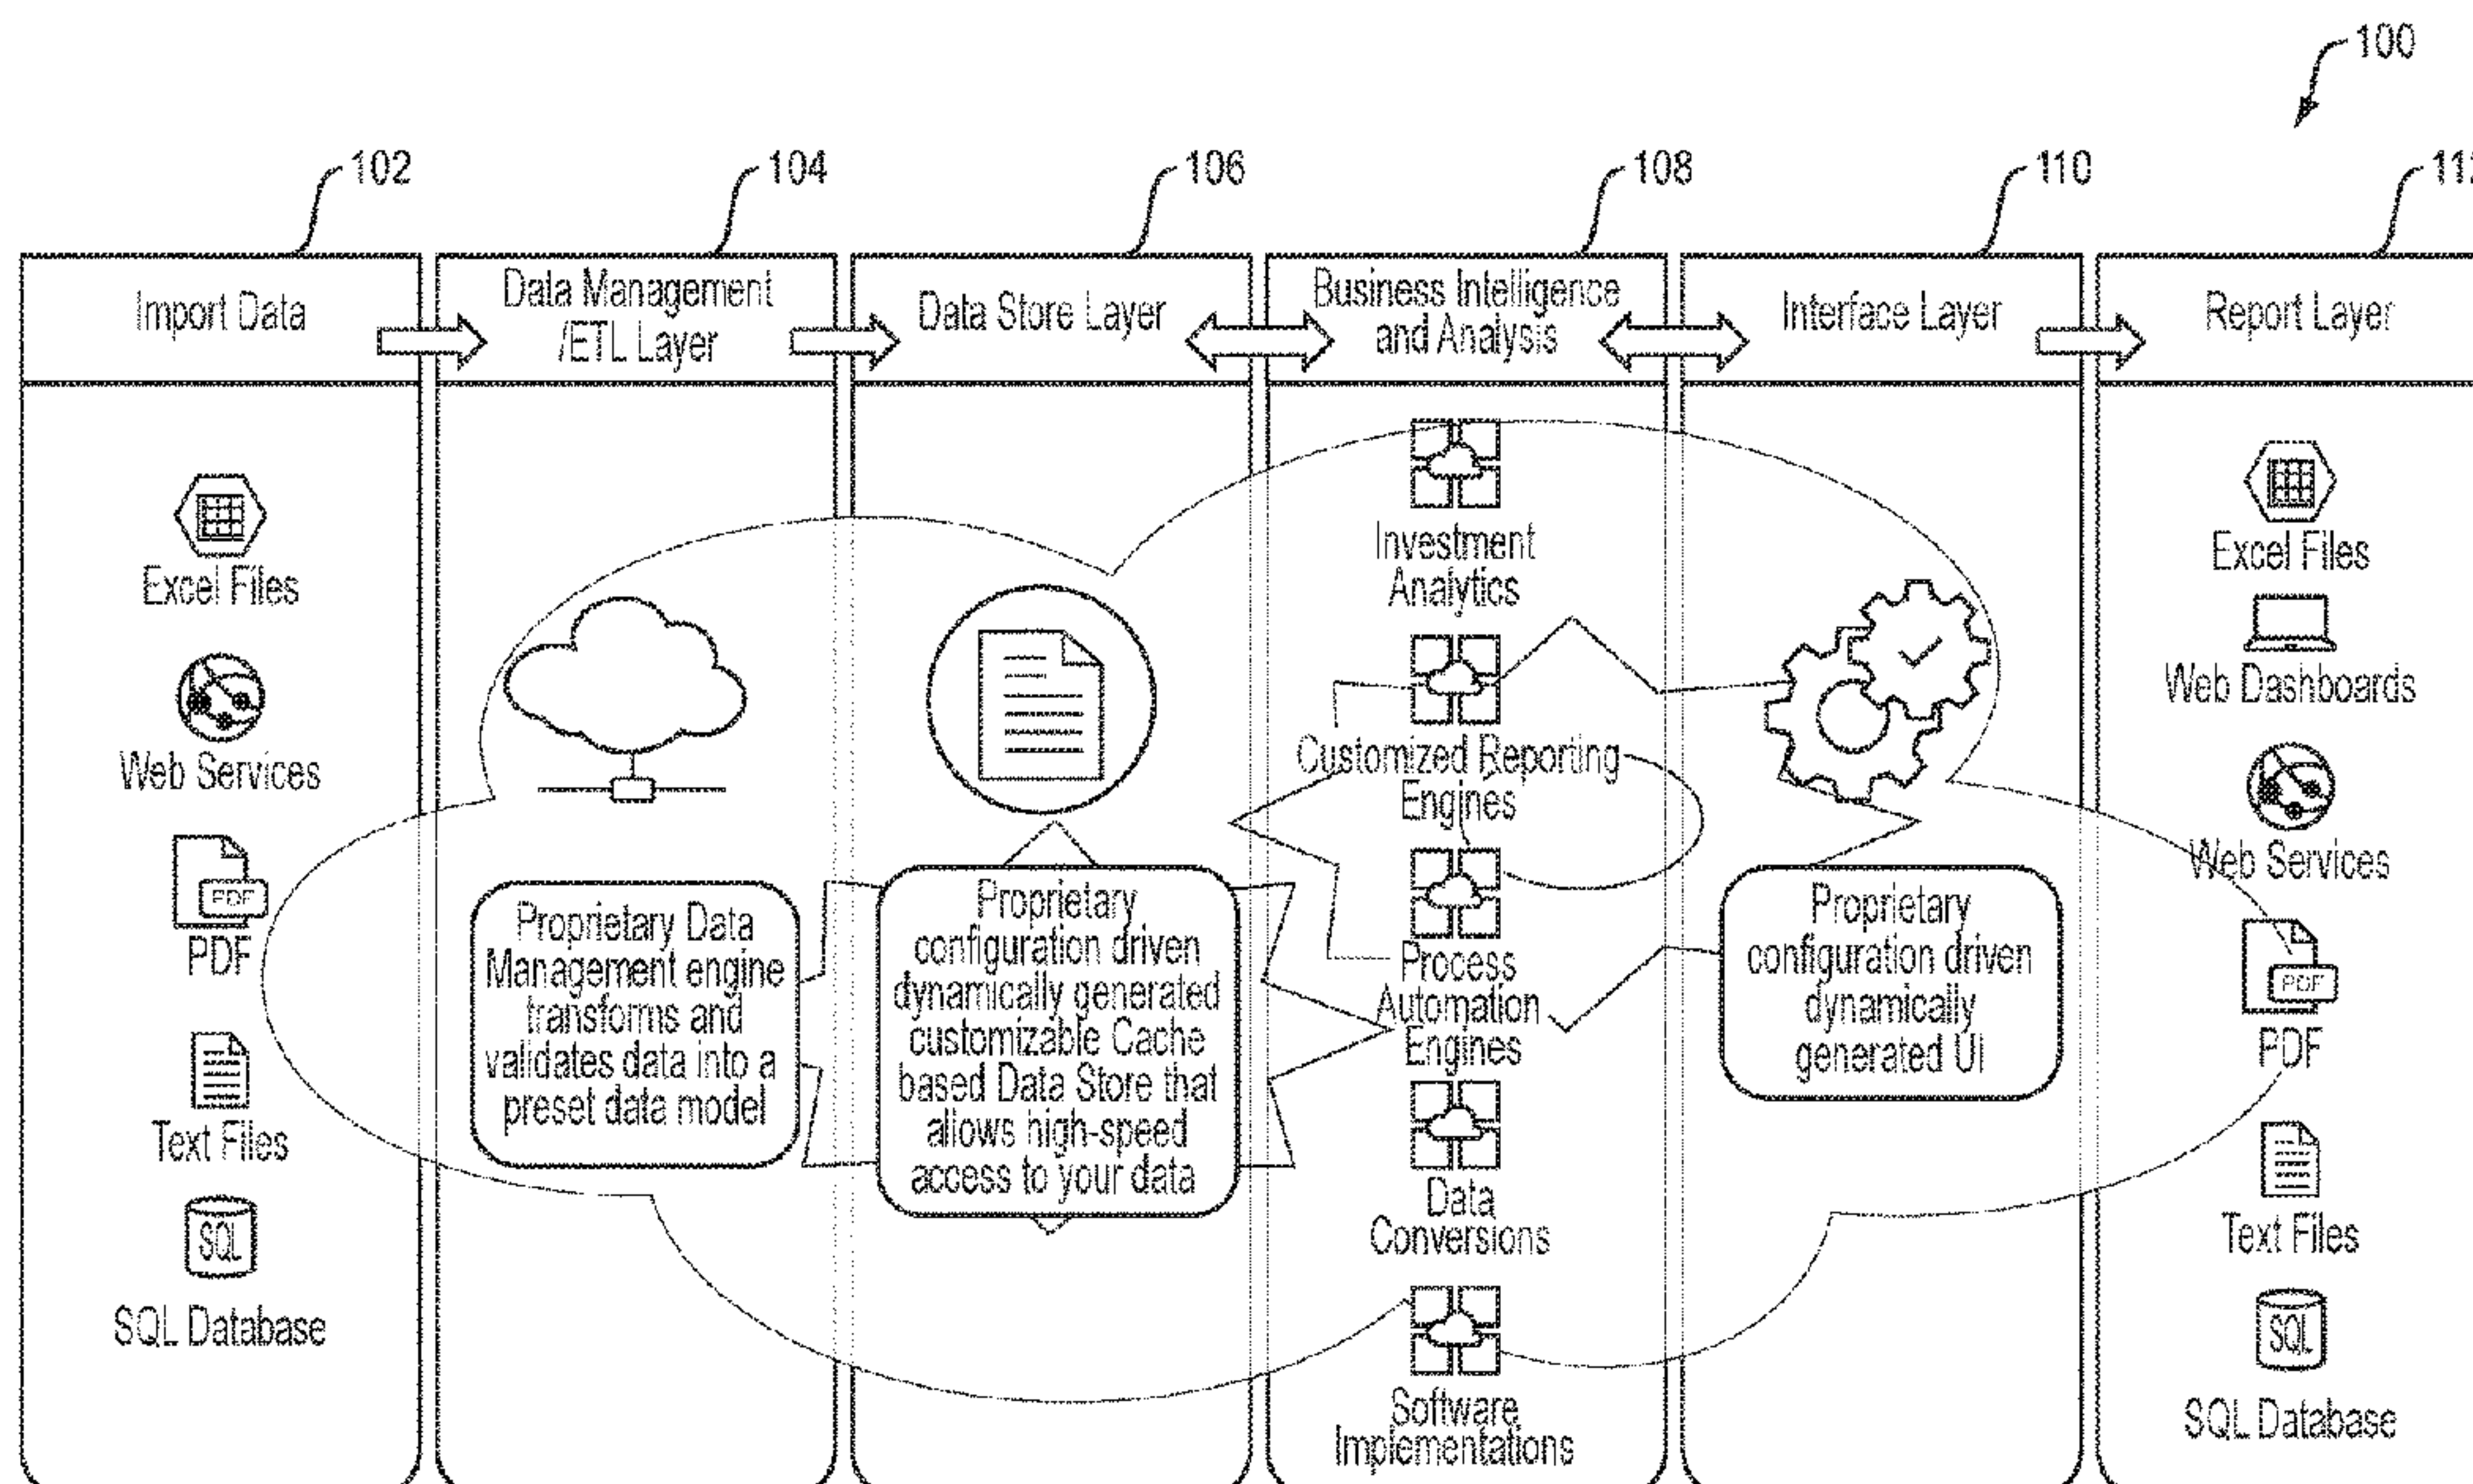 100
102
104
106
108
110
Import Data
Data Management
/ETL Layer
Data Store Layer
Business Intelligence
and Analysis
Interface Layer
Report Layer
Excel Files
Web Services
PDF
PDF
Text Files
SQL
SQL Database
Proprietary Data
Management engine
transforms and
validates data into a
preset data model
Proprietary
configuration driven
dynamically generated
customizable Cache
based Data Store that
allows high-speed
access to your data
Investment
Analytics
Customized Reporting
Engines
Process
Automation
Engines
Data
Conversions
Software
Implementations
Proprietary
configuration driven
dynamically
generated UI
Excel Files
Web Dashboards
Web Services
PDF
PDF
Text Files
SQL
SQL Database